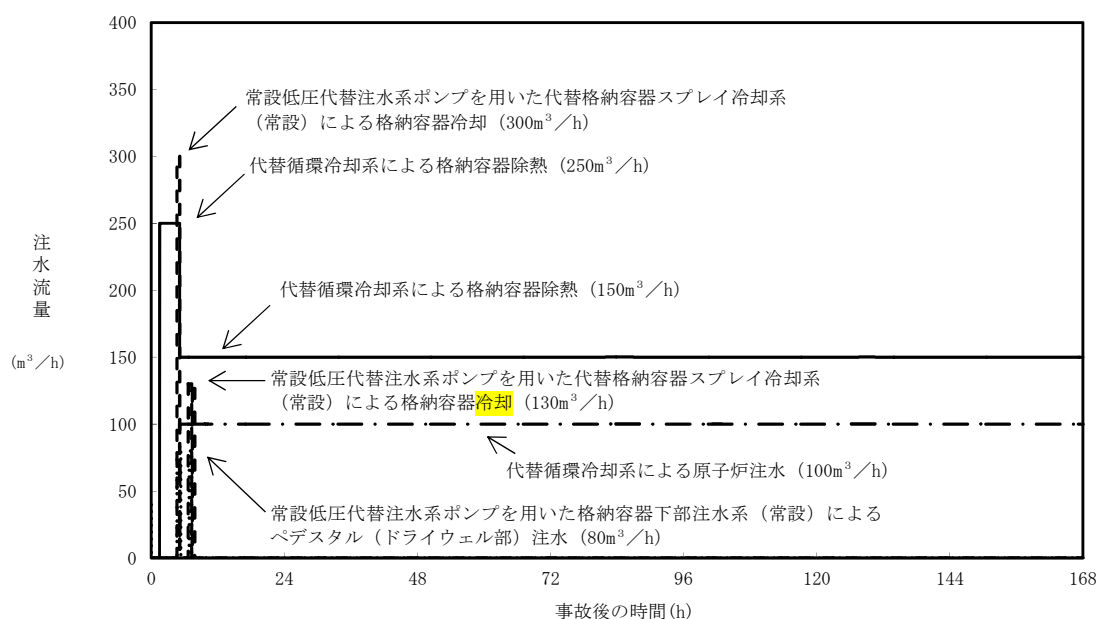 400
350
300
250
200
150
100
50
0
注水流量
(m³／h)
常設低圧代替注水系ポンプを用いた代替格納容器スプレイ冷却系
（常設）による格納容器冷却（300m³／h）
代替循環冷却系による格納容器除熱（250m³／h）
代替循環冷却系による格納容器除熱（150m³／h）
常設低圧代替注水系ポンプを用いた代替格納容器スプレイ冷却系
（常設）による格納容器冷却（130m³／h）
代替循環冷却系による原子炉注水（100m³／h）
常設低圧代替注水系ポンプを用いた格納容器下部注水系（常設）による
ペデスタル（ドライウェル部）注水（80m³／h）
0 24 48 72 96 120 144 168
事故後の時間(h)